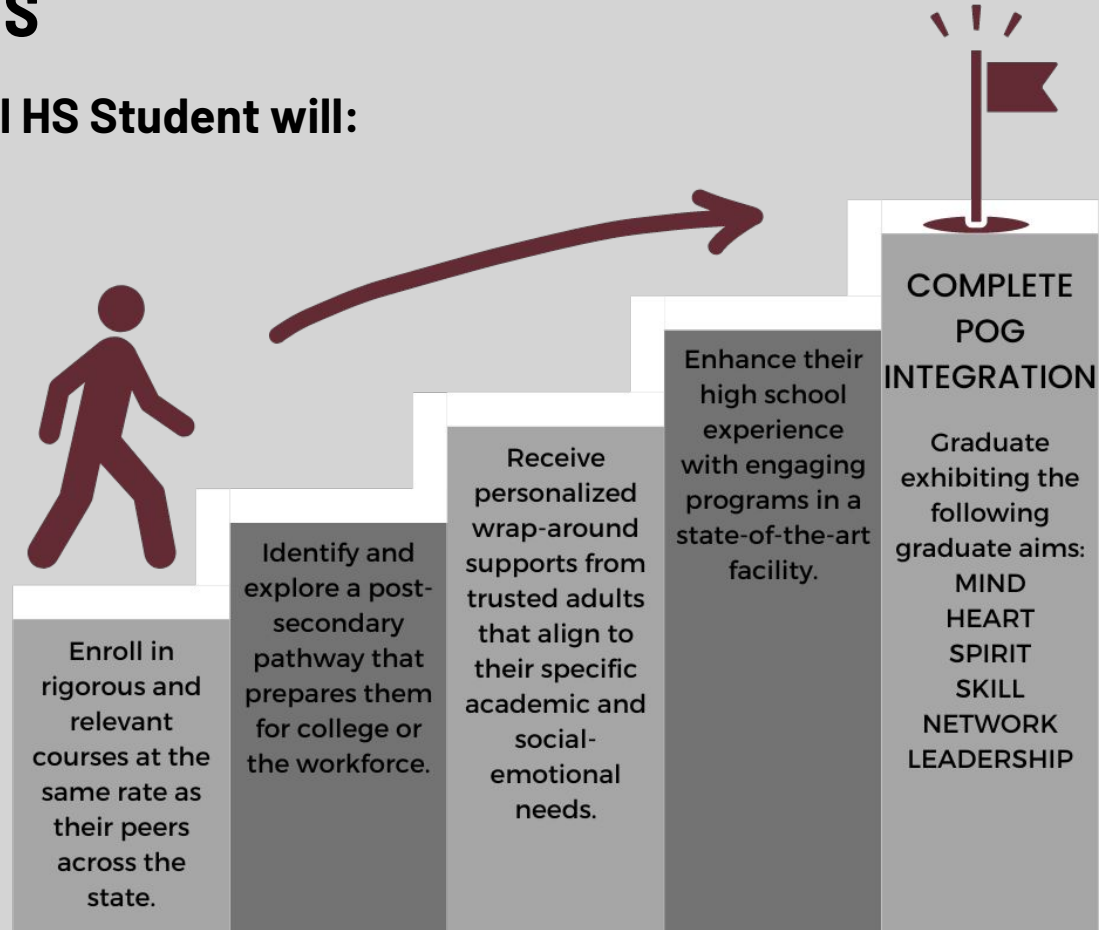 S
l HS Student will:
Enroll in
rigorous and
relevant
courses at the
same rate as
their peers
across the
state.
Identify and
explore a post-
secondary
pathway that
prepares them
for college or
the workforce.
Receive
personalized
wrap-around
supports from
trusted adults
that align to
their specific
academic and
social-
emotional
needs.
Enhance their
high school
experience
with engaging
programs in a
state-of-the-art
facility.
COMPLETE
POG
INTEGRATION
Graduate
exhibiting the
following
graduate aims:
MIND
HEART
SPIRIT
SKILL
NETWORK
LEADERSHIP